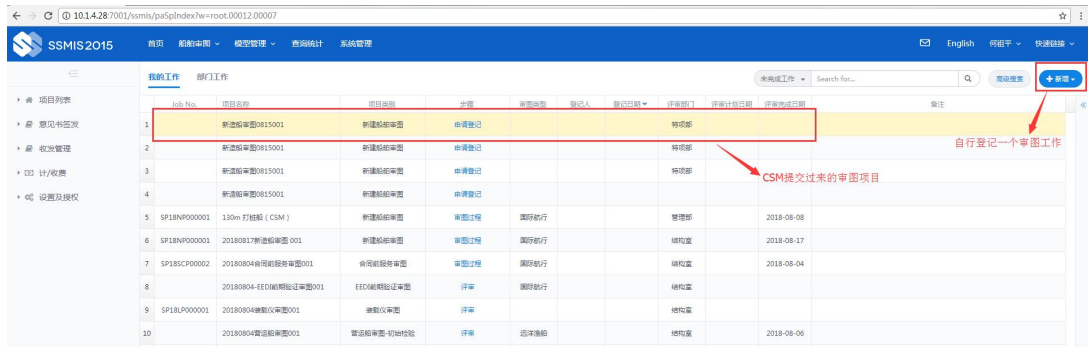 10.1.4.28:7001/ssmis/paSpIndex?w=root.00012.00007
SSMIS2015 首页 船舶审图 模型管理 查询统计 系统管理 English 何祖平 快速链接
我的工作 部门工作 未完成工作 Search for... 高级搜索 +新增
项目列表
意见书签发
收发管理
计/收费
设置及授权
Job No. 项目名称 项目类别 步骤 审图类型 登记人 登记日期 评审部门 评审计划日期 评审完成日期 备注
1 新造船审图0815001 新建船舶审图 申请登记 特项部
2 新造船审图0815001 新建船舶审图 申请登记 特项部
3 新造船审图0815001 新建船舶审图 申请登记 特项部
4 新造船审图0815001 新建船舶审图 申请登记
5 SP18NP000001 130m 打桩船（CSM） 新建船舶审图 审图过程 国际航行 管理部 2018-08-08
6 SP18NP000001 20180817新造船审图 001 新建船舶审图 审图过程 国际航行 结构室 2018-08-17
7 SP18SCP00002 20180804合同前服务审图001 合同前服务审图 审图过程 国际航行 结构室 2018-08-04
8 20180804-EEDI前期验证审图001 EEDI前期验证审图 评审 国际航行 结构室
9 SP18LP000001 20180804装载仪审图001 装载仪审图 评审 结构室
10 20180804营运船审图001 营运船审图-初始检验 评审 远洋渔船 结构室 2018-08-06
自行登记一个审图工作
CSM提交过来的审图项目